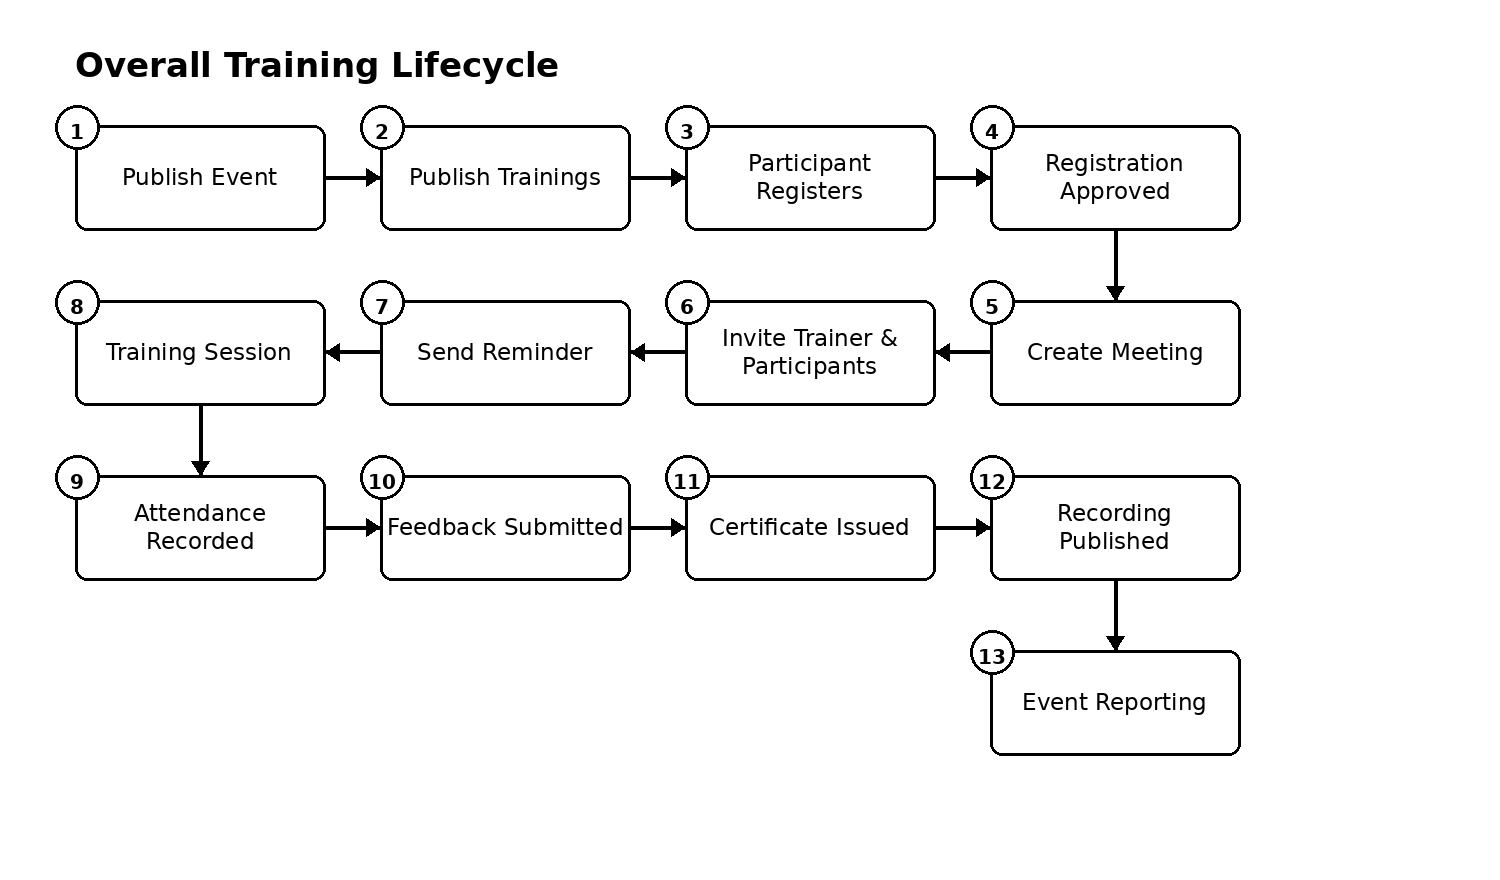 Overall Training Lifecycle
1
Publish Event
2
Publish Trainings
3
Participant
Registers
4
Registration
Approved
5
Create Meeting
6
Invite Trainer &
Participants
7
Send Reminder
8
Training Session
9
Attendance
Recorded
10
Feedback Submitted
11
Certificate Issued
12
Recording
Published
13
Event Reporting